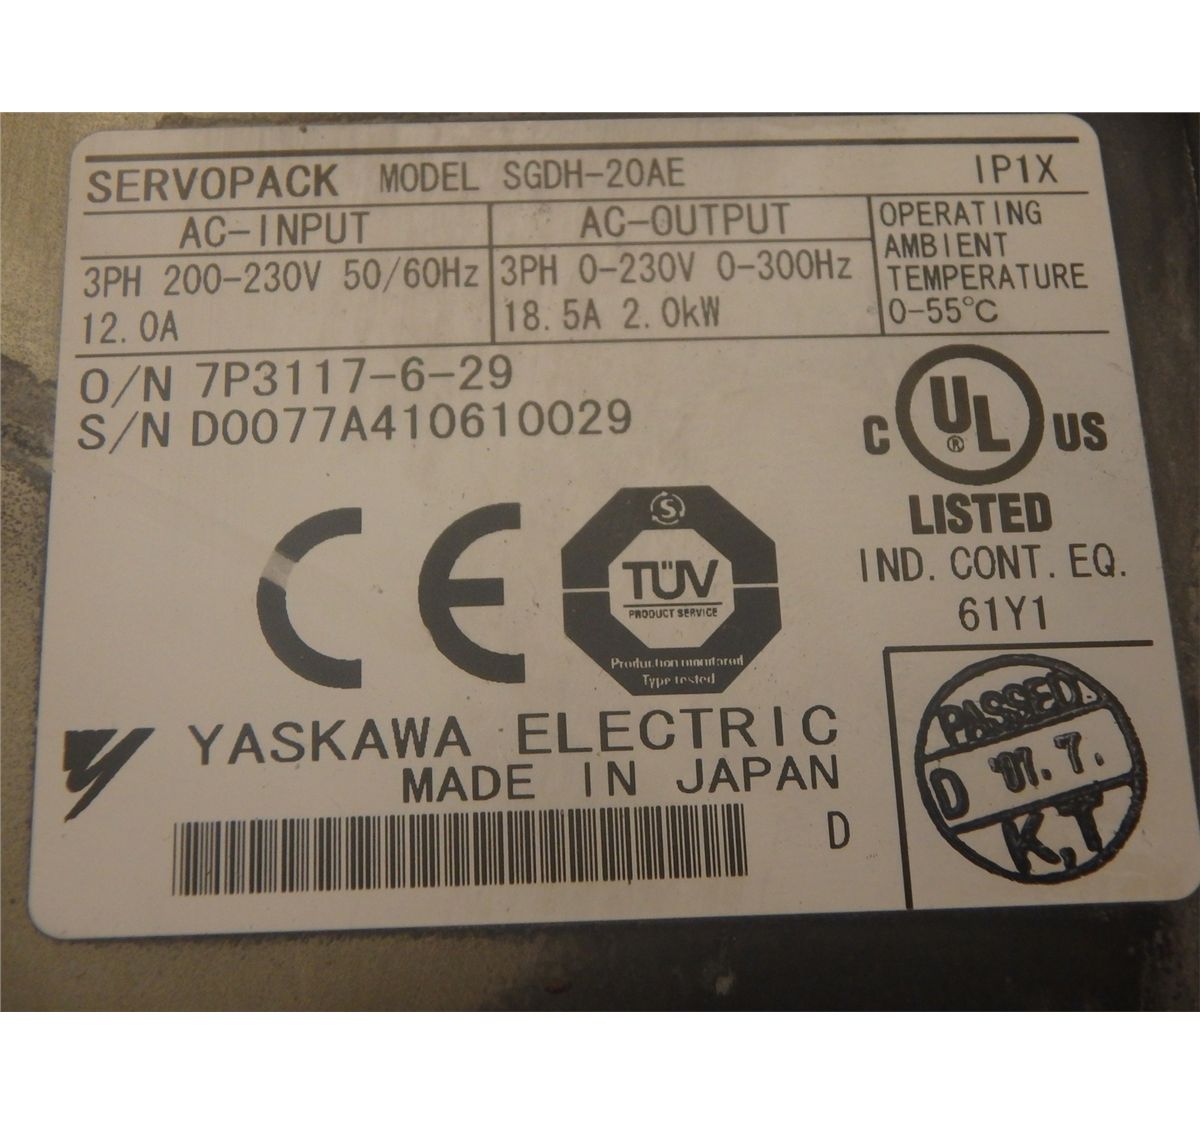 SERVOPACK MODEL SGDH-20AE IP1X
AC-INPUT
3PH 200-230V 50/60Hz
12.0A
AC-OUTPUT
3PH 0-230V 0-300Hz
18.5A 2.0kW
OPERATING
AMBIENT
TEMPERATURE
0-55°C
O/N 7P3117-6-29
S/N D0077A410610029
C UL ® US
LISTED
IND. CONT. EQ.
61Y1
CE
S
TÜV
PRODUCT SERVICE
Production monitored
Type tested
YASKAWA ELECTRIC
MADE IN JAPAN
D
PASSED
D '07. 7.
K,T